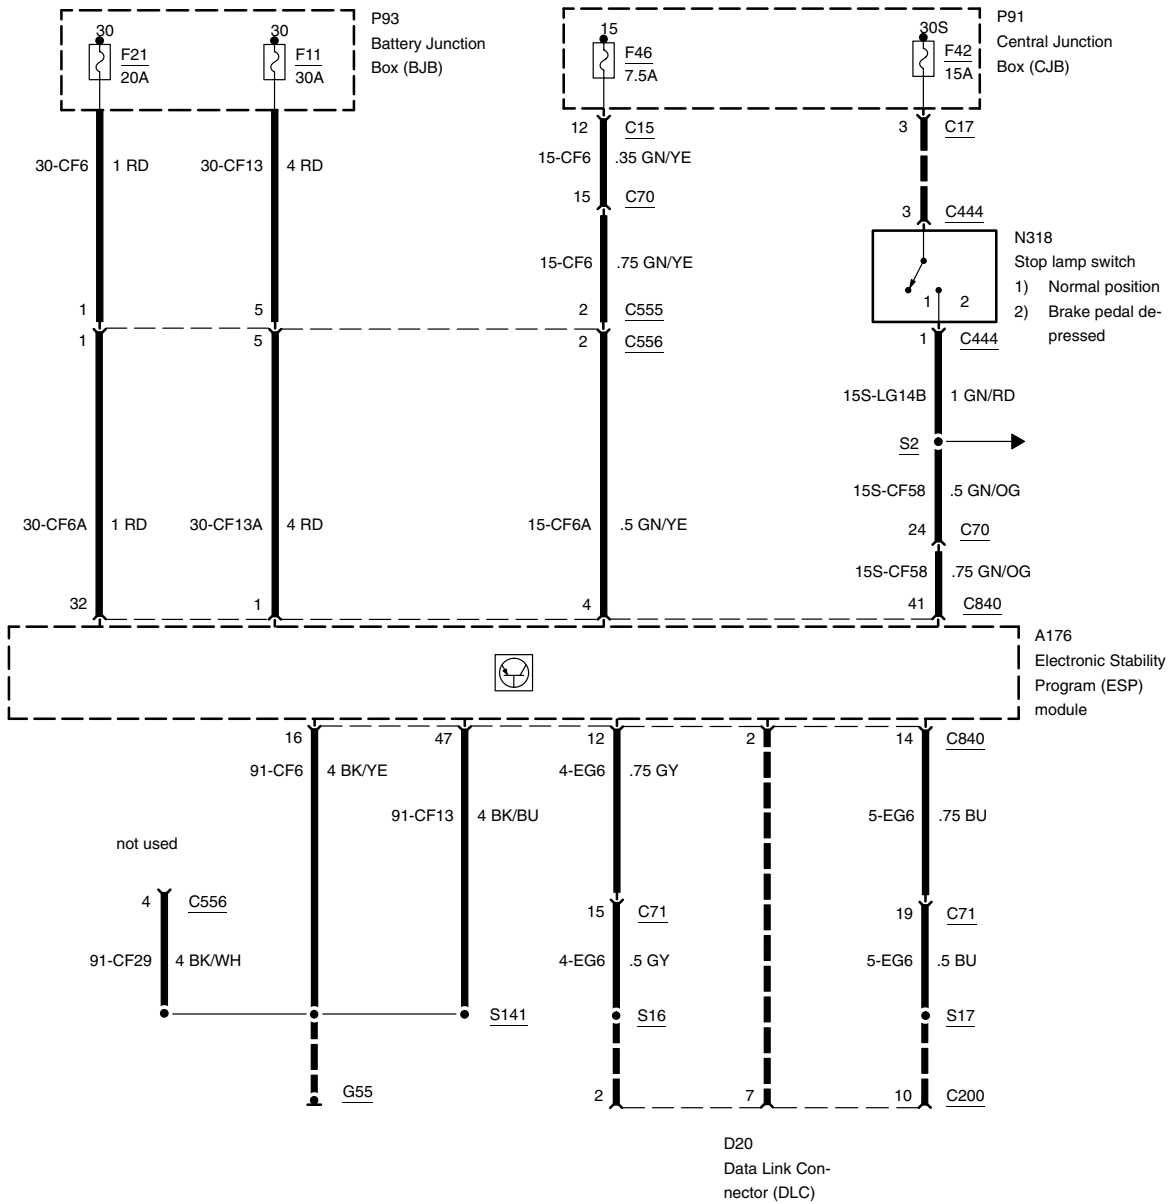 P93
Battery Junction
Box (BJB)
30
F21
20A
30
F11
30A
P91
Central Junction
Box (CJB)
15
F46
7.5A
30S
F42
15A
12 C15
3 C17
30-CF6 1 RD
30-CF13 4 RD
15-CF6 .35 GN/YE
15 C70
3 C444
N318
Stop lamp switch
1) Normal position
2) Brake pedal de-
pressed
1 2
15-CF6 .75 GN/YE
1
5
2 C555
1
5
2 C556
1 C444
15S-LG14B 1 GN/RD
S2
15S-CF58 .5 GN/OG
30-CF6A 1 RD
30-CF13A 4 RD
15-CF6A .5 GN/YE
24 C70
15S-CF58 .75 GN/OG
32
1
4
41 C840
A176
Electronic Stability
Program (ESP)
module
16
47
12
2
14 C840
91-CF6 4 BK/YE
4-EG6 .75 GY
91-CF13 4 BK/BU
5-EG6 .75 BU
not used
4 C556
15 C71
19 C71
91-CF29 4 BK/WH
4-EG6 .5 GY
5-EG6 .5 BU
S141
S16
S17
G55
2
7
10 C200
D20
Data Link Con-
nector (DLC)